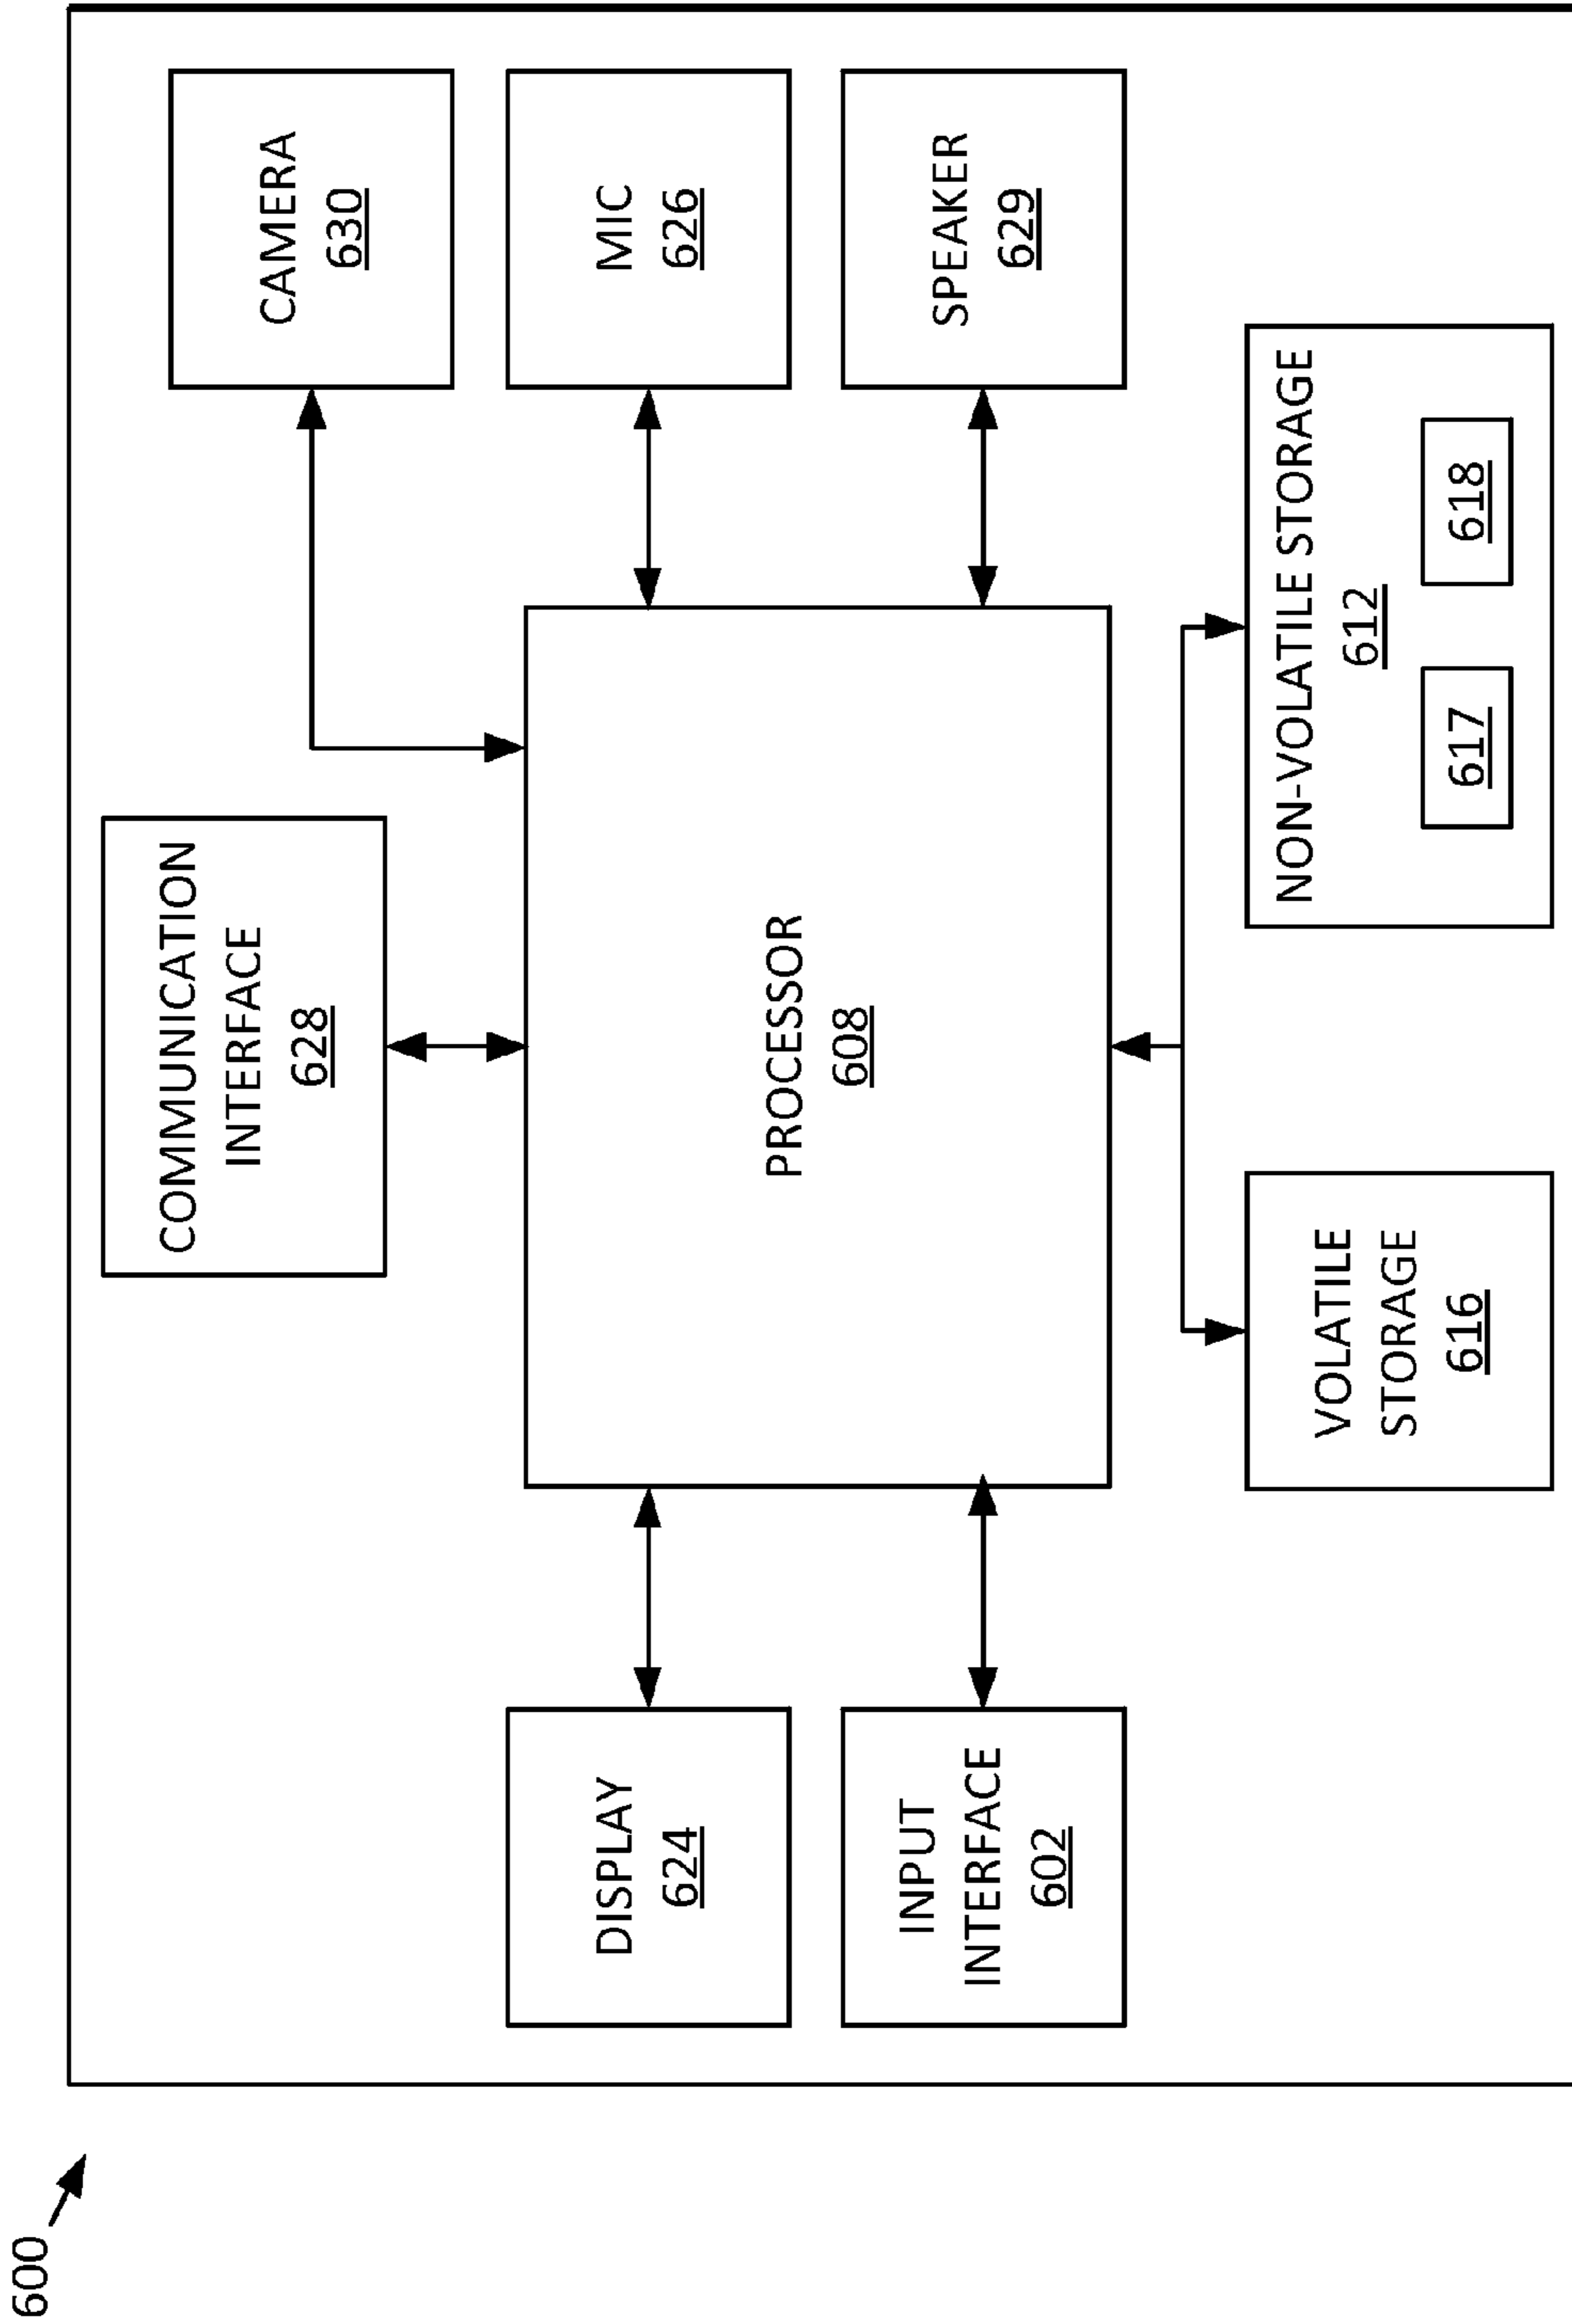 600
COMMUNICATION
INTERFACE
628
CAMERA
630
DISPLAY
624
PROCESSOR
608
MIC
626
INPUT
INTERFACE
602
SPEAKER
629
VOLATILE
STORAGE
616
NON-VOLATILE STORAGE
612
617
618